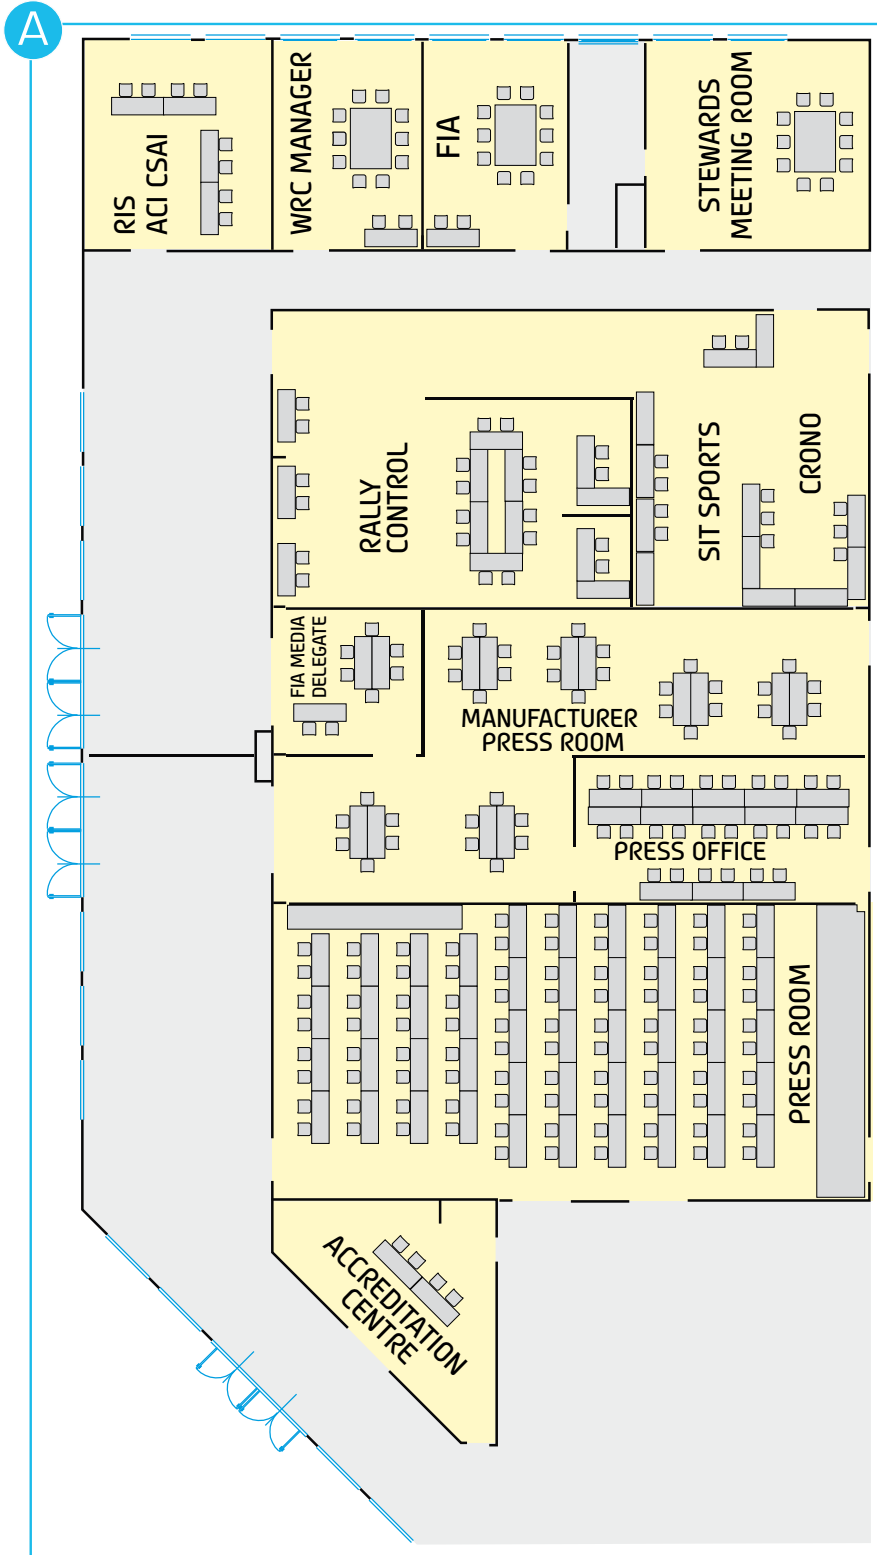 A
RIS
ACI CSAI
WRC MANAGER
FIA
STEWARDS
MEETING ROOM
RALLY
CONTROL
SIT SPORTS
CRONO
FIA MEDIA
DELEGATE
MANUFACTURER
PRESS ROOM
PRESS OFFICE
PRESS ROOM
ACCREDITATION
CENTRE